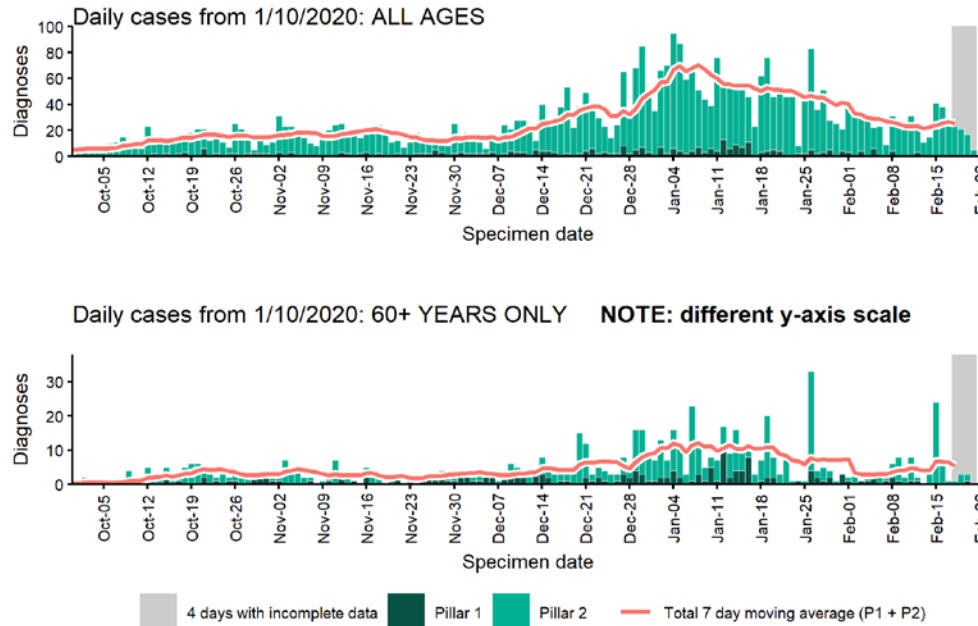 Daily cases from 1/10/2020: ALL AGES
Diagnoses
100
80
60
40
20
0
Oct-05
Oct-12
Oct-19
Oct-26
Nov-02
Nov-09
Nov-16
Nov-23
Nov-30
Dec-07
Dec-14
Dec-21
Dec-28
Jan-04
Jan-11
Jan-18
Jan-25
Feb-01
Feb-08
Feb-15
Specimen date
Daily cases from 1/10/2020: 60+ YEARS ONLY NOTE: different y-axis scale
Diagnoses
30
20
10
0
Oct-05
Oct-12
Oct-19
Oct-26
Nov-02
Nov-09
Nov-16
Nov-23
Nov-30
Dec-07
Dec-14
Dec-21
Dec-28
Jan-04
Jan-11
Jan-18
Jan-25
Feb-01
Feb-08
Feb-15
Specimen date
4 days with incomplete data Pillar 1 Pillar 2 Total 7 day moving average (P1 + P2)